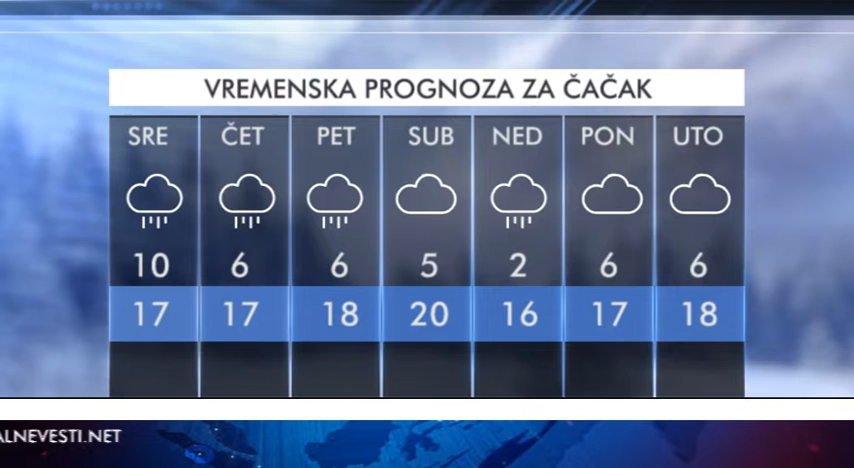 VREMENSKA PROGNOZA ZA ČAČAK
SRE ČET PET SUB NED PON UTO
10 6 6 5 2 6 6
17 17 18 20 16 17 18
ALNEVESTI.NET